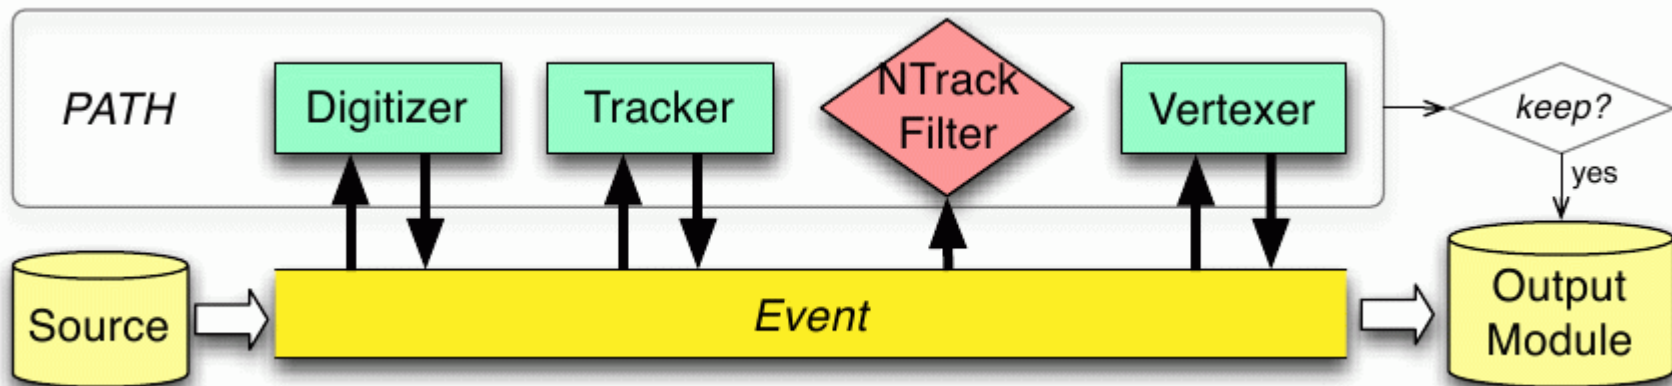 PATH
Digitizer
Tracker
NTrack
Filter
Vertexer
keep?
yes
Source
Event
Output
Module